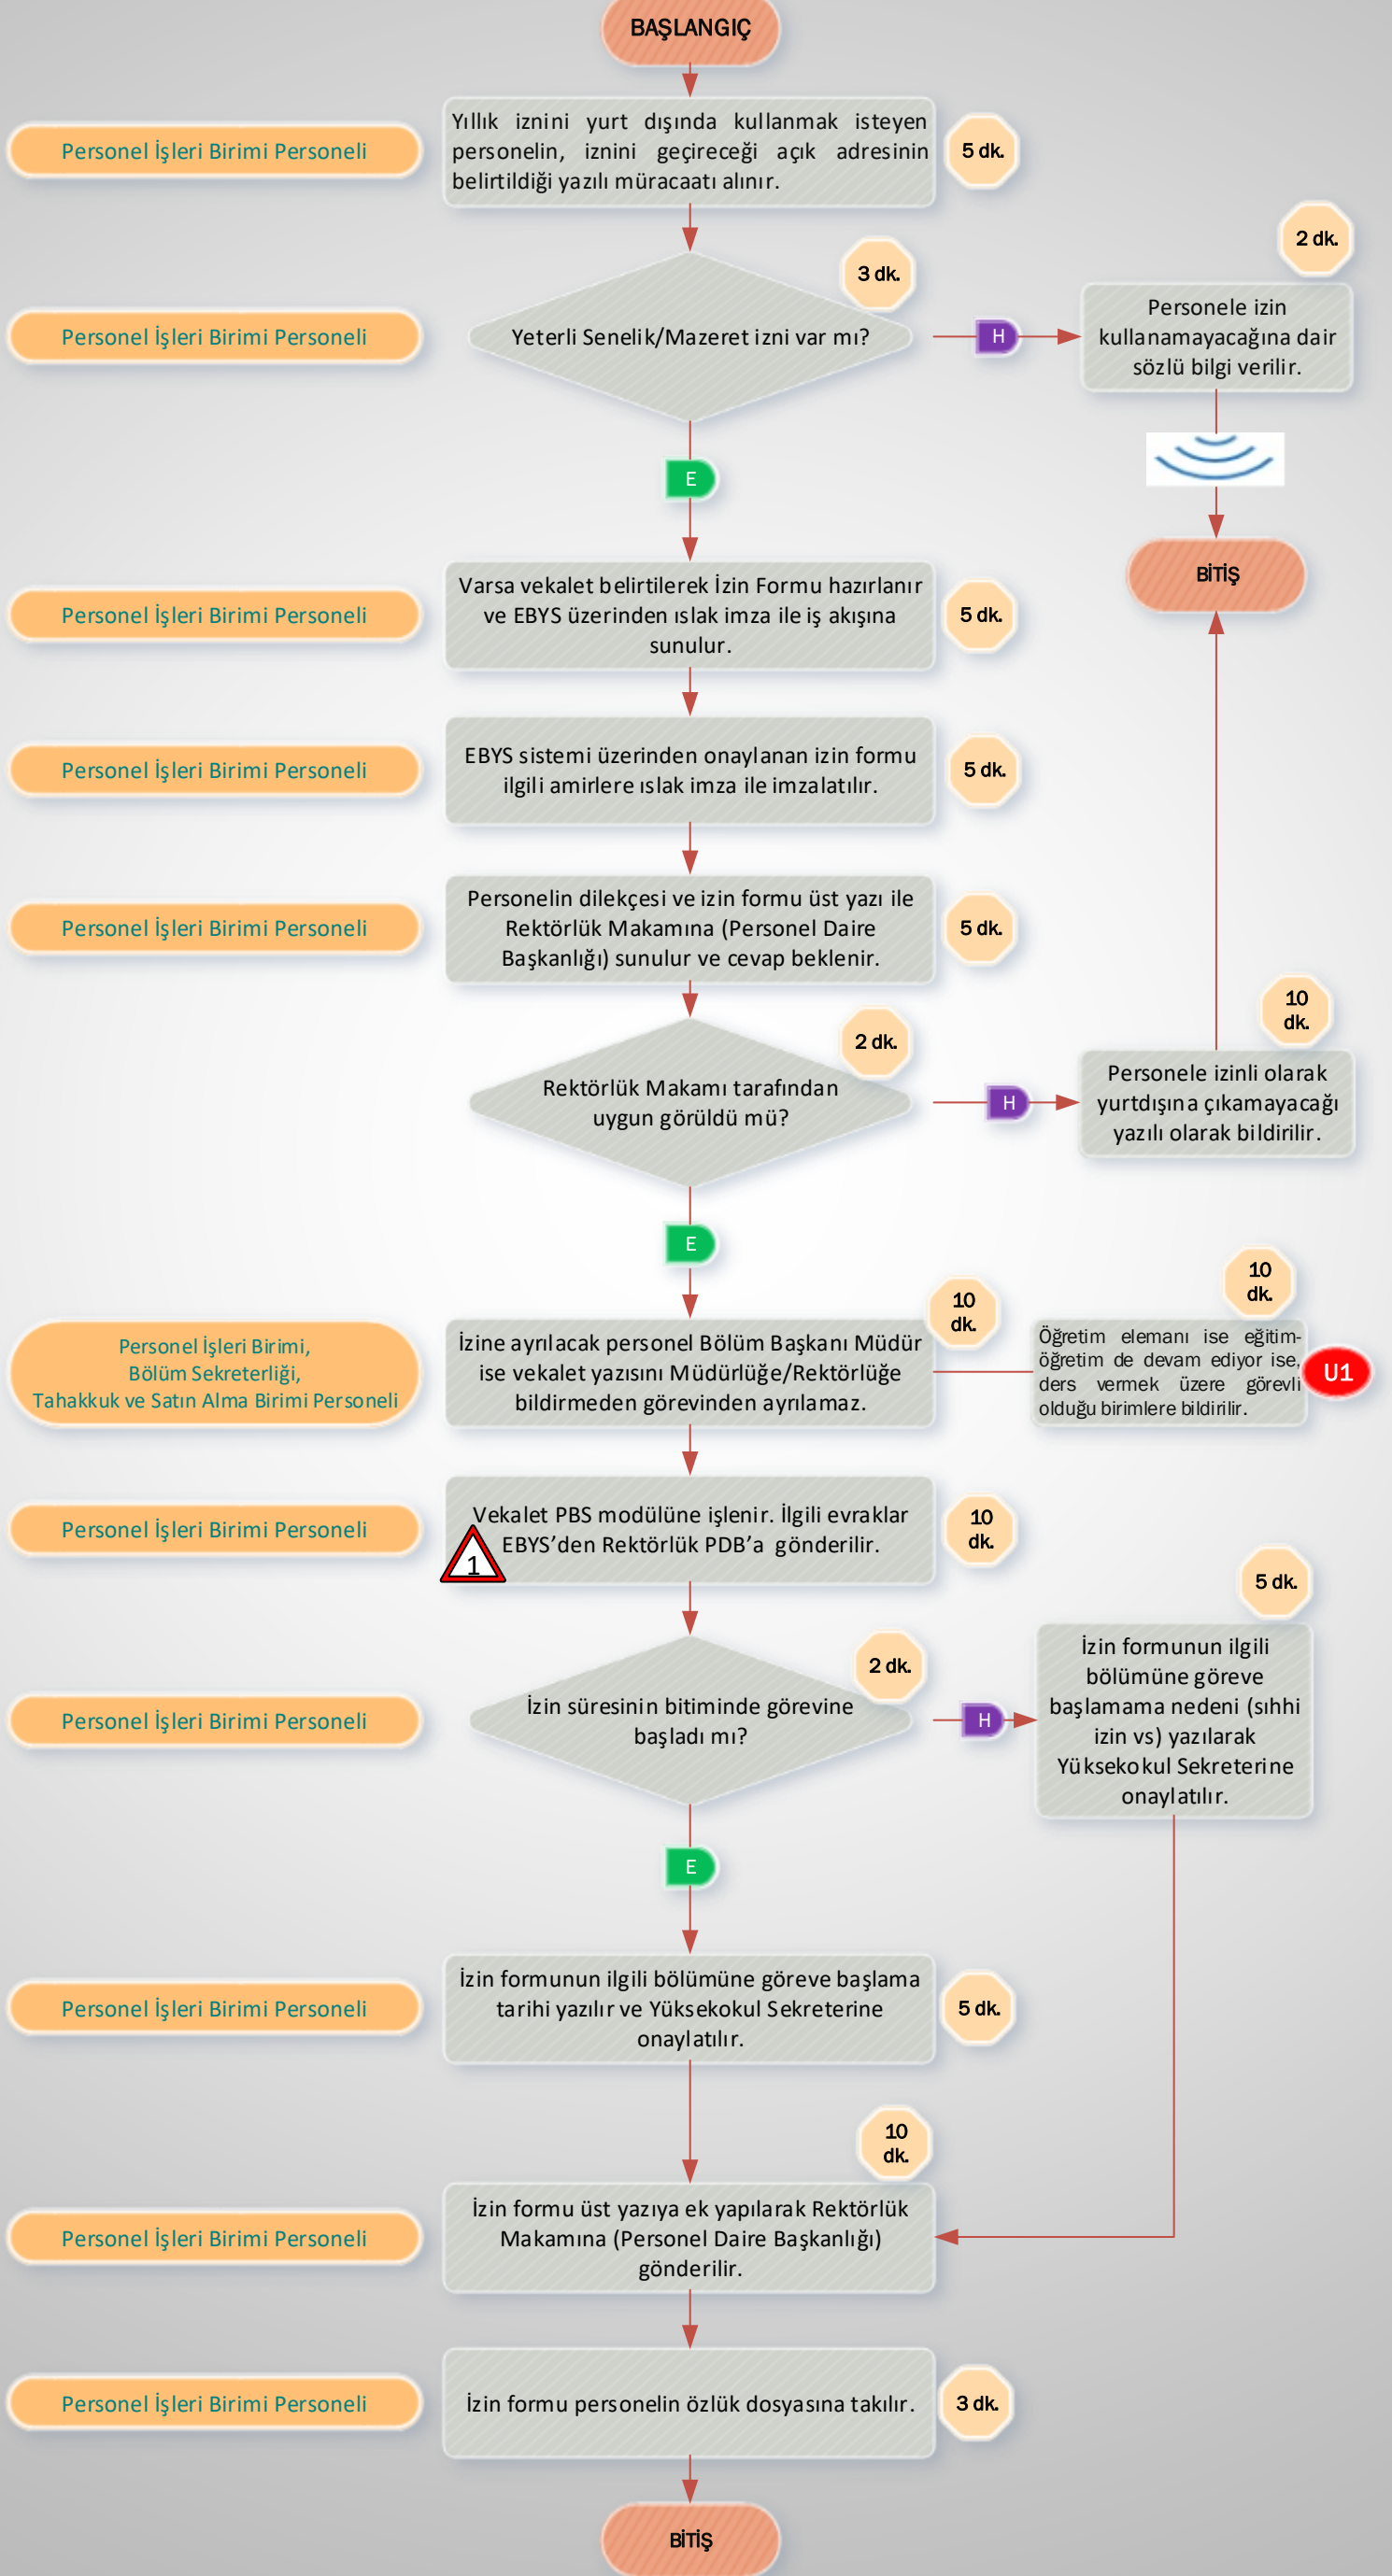 BAŞLANGIÇ
Personel İşleri Birimi Personeli
Yıllık iznini yurt dışında kullanmak isteyen
personelin, iznini geçireceği açık adresinin
belirtildiği yazılı müracaatı alınır.
5 dk.
Personel İşleri Birimi Personeli
Yeterli Senelik/Mazeret izni var mı?
3 dk.
H
2 dk.
Personele izin
kullanamayacağına dair
sözlü bilgi verilir.
E
BİTİŞ
Personel İşleri Birimi Personeli
Varsa vekalet belirtilerek İzin Formu hazırlanır
ve EBYS üzerinden ıslak imza ile iş akışına
sunulur.
5 dk.
Personel İşleri Birimi Personeli
EBYS sistemi üzerinden onaylanan izin formu
ilgili amirlere ıslak imza ile imzalatılır.
5 dk.
Personel İşleri Birimi Personeli
Personelin dilekçesi ve izin formu üst yazı ile
Rektörlük Makamına (Personel Daire
Başkanlığı) sunulur ve cevap beklenir.
5 dk.
Rektörlük Makamı tarafından
uygun görüldü mü?
2 dk.
H
10
dk.
Personele izinli olarak
yurtdışına çıkamayacağı
yazılı olarak bildirilir.
E
Personel İşleri Birimi,
Bölüm Sekreterliği,
Tahakkuk ve Satın Alma Birimi Personeli
İzine ayrılacak personel Bölüm Başkanı Müdür
ise vekalet yazısını Müdürlüğe/Rektörlüğe
bildirmeden görevinden ayrılamaz.
10
dk.
10
dk.
Öğretim elemanı ise eğitim-
öğretim de devam ediyor ise,
ders vermek üzere görevli
olduğu birimlere bildirilir.
U1
Personel İşleri Birimi Personeli
Vekalet PBS modülüne işlenir. İlgili evraklar
EBYS’den Rektörlük PDB’a gönderilir.
1
10
dk.
Personel İşleri Birimi Personeli
İzin süresinin bitiminde görevine
başladı mı?
2 dk.
H
5 dk.
İzin formunun ilgili
bölümüne göreve
başlamama nedeni (sıhhi
izin vs) yazılarak
Yüksekokul Sekreterine
onaylatılır.
E
Personel İşleri Birimi Personeli
İzin formunun ilgili bölümüne göreve başlama
tarihi yazılır ve Yüksekokul Sekreterine
onaylatılır.
5 dk.
Personel İşleri Birimi Personeli
10
dk.
İzin formu üst yazıya ek yapılarak Rektörlük
Makamına (Personel Daire Başkanlığı)
gönderilir.
Personel İşleri Birimi Personeli
İzin formu personelin özlük dosyasına takılır.
3 dk.
BİTİŞ